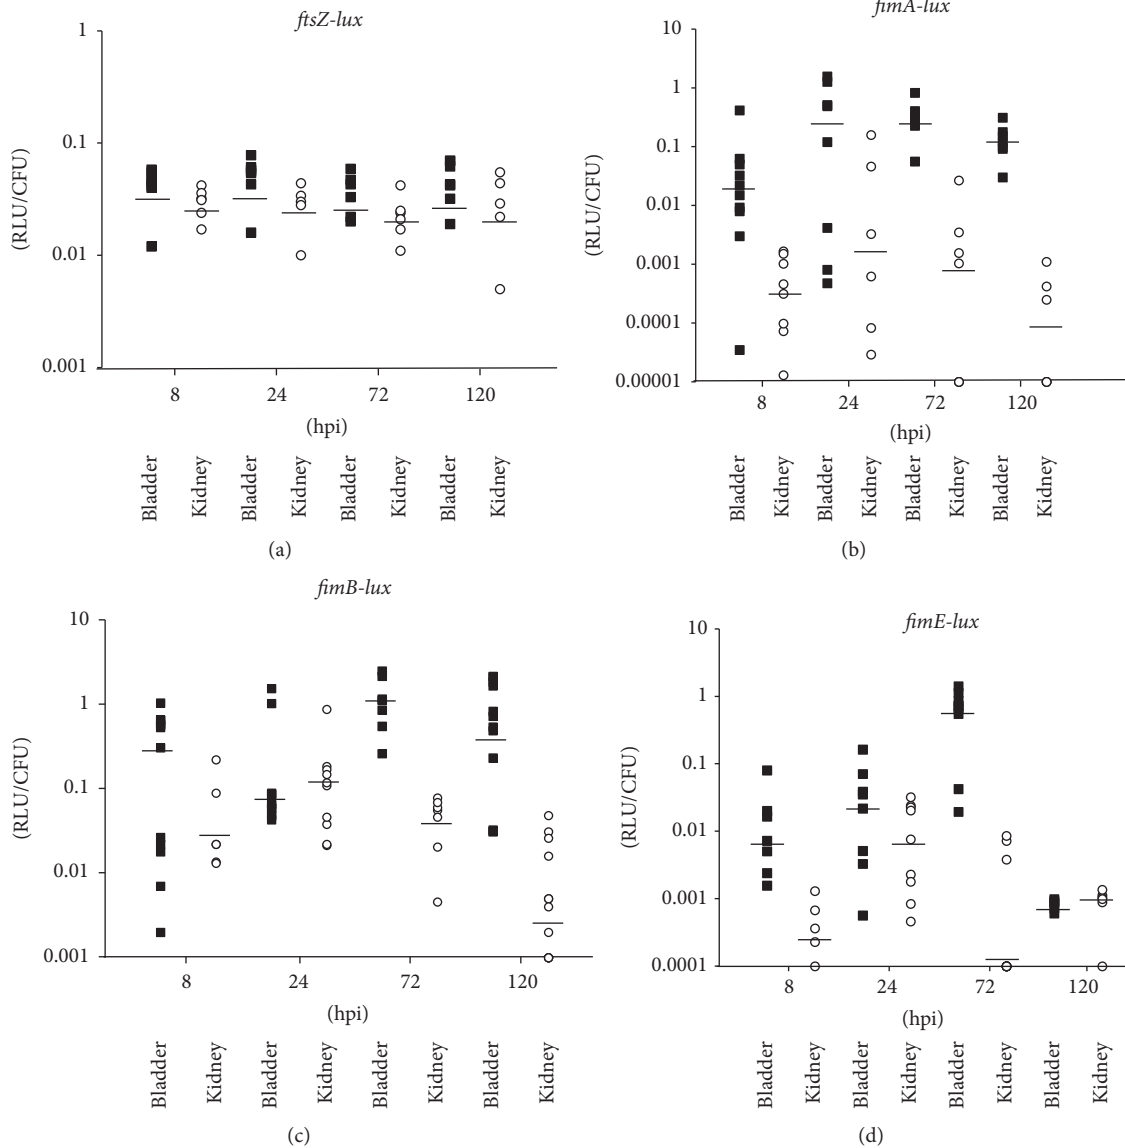 ftsZ-lux
1
0.1
0.01
0.001
(RLU/CFU)
8 24 72 120
(hpi)
Bladder Kidney Bladder Kidney Bladder Kidney Bladder Kidney
(a)
fimA-lux
10
1
0.1
0.01
0.001
0.0001
0.00001
(RLU/CFU)
8 24 72 120
(hpi)
Bladder Kidney Bladder Kidney Bladder Kidney Bladder Kidney
(b)
fimB-lux
10
1
0.1
0.01
0.001
(RLU/CFU)
8 24 72 120
(hpi)
Bladder Kidney Bladder Kidney Bladder Kidney Bladder Kidney
(c)
fimE-lux
10
1
0.1
0.01
0.001
0.0001
(RLU/CFU)
8 24 72 120
(hpi)
Bladder Kidney Bladder Kidney Bladder Kidney Bladder Kidney
(d)